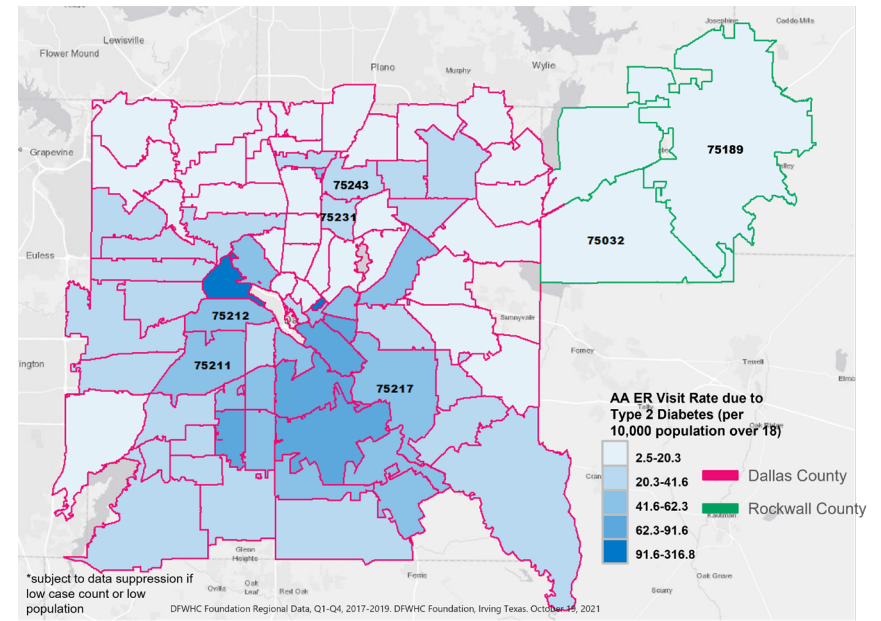 Josephine
Caddo Mills
Lewisville
Flower Mound
Plano
Murphy
Wylie
Grapevine
75189
75243
75231
75032
Euless
75212
Sunnyvale
Forney
Terrell
75211
75217
Elmo
AA ER Visit Rate due to
Type 2 Diabetes (per
10,000 population over 18)
2.5-20.3
20.3-41.6
41.6-62.3
62.3-91.6
91.6-316.8
Dallas County
Rockwall County
Oak Ridge
Kaufman
Cran
ington
Glenn
Heights
Ferris
Oak Grove
Ovilla
Oak
Leaf
Red Oak
Scurry
*subject to data suppression if
low case count or low
population
DFWHC Foundation Regional Data, Q1-Q4, 2017-2019. DFWHC Foundation, Irving Texas. October 19, 2021